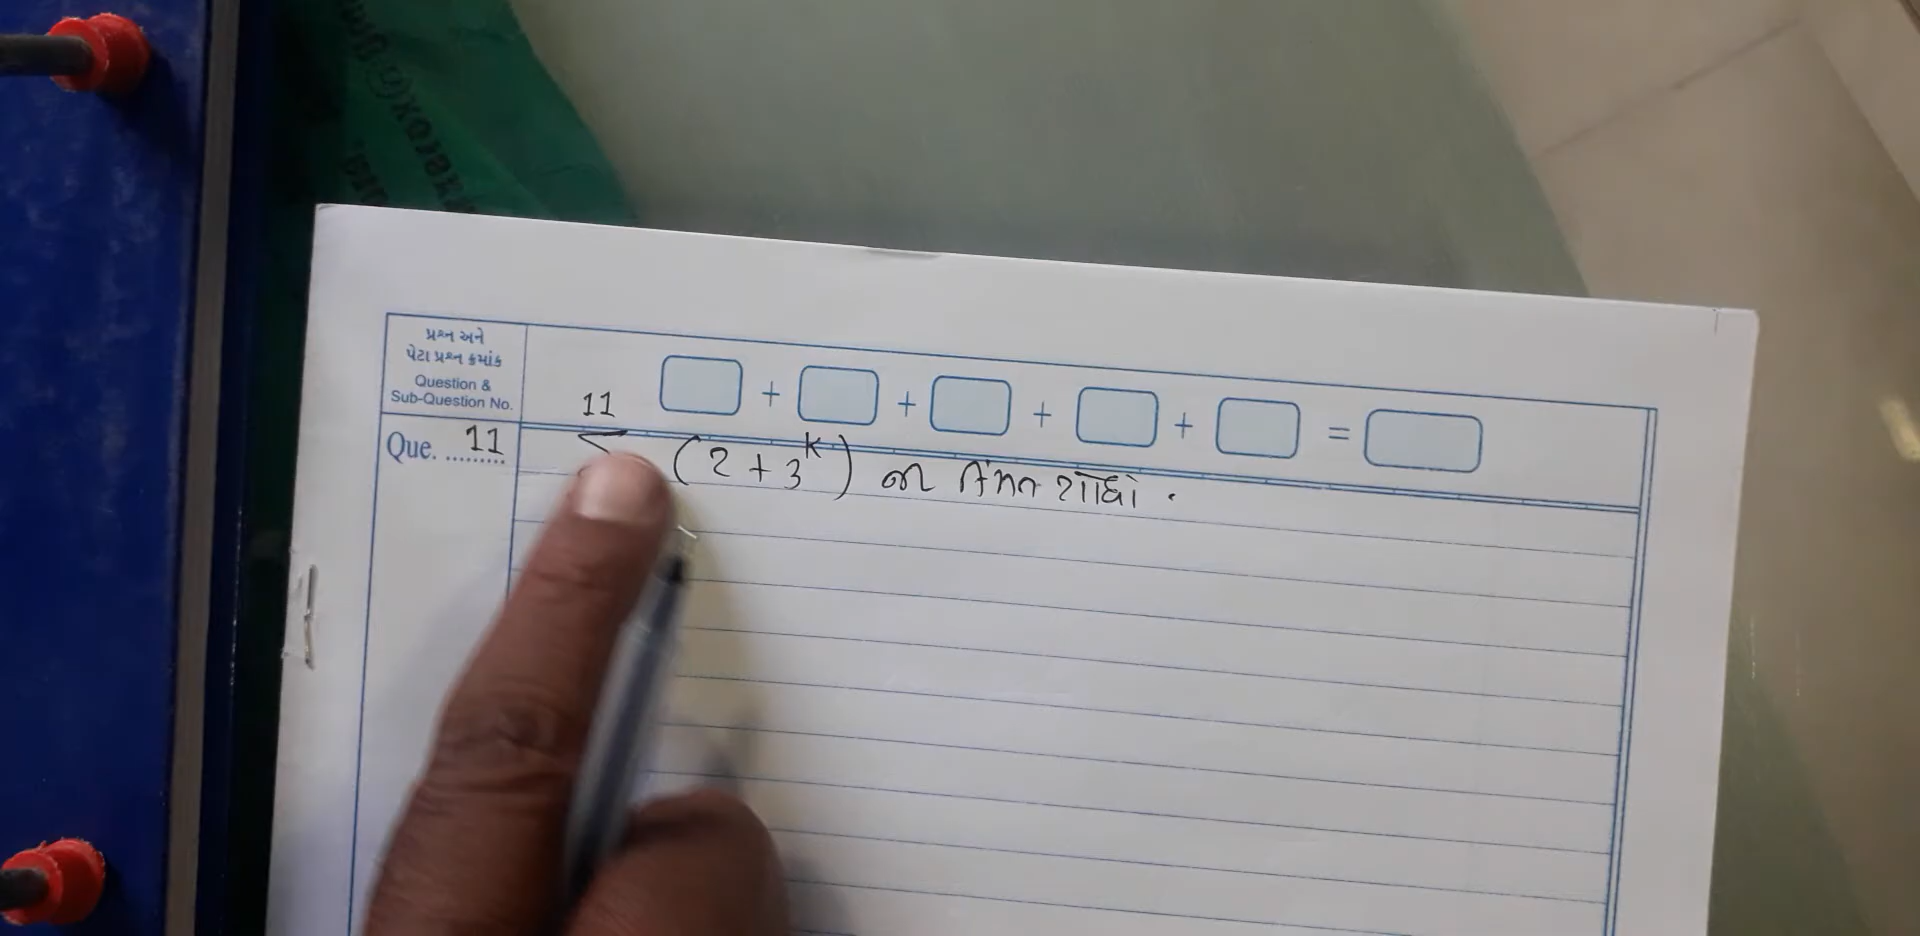 પ્રશ્ન અને
પેટા પ્રશ્ન ક્રમાંક
Question &
Sub-Question No.
+ + + + =
11
Que. 11 Σ (2 + 3^k) નો કિંમત શોધો.